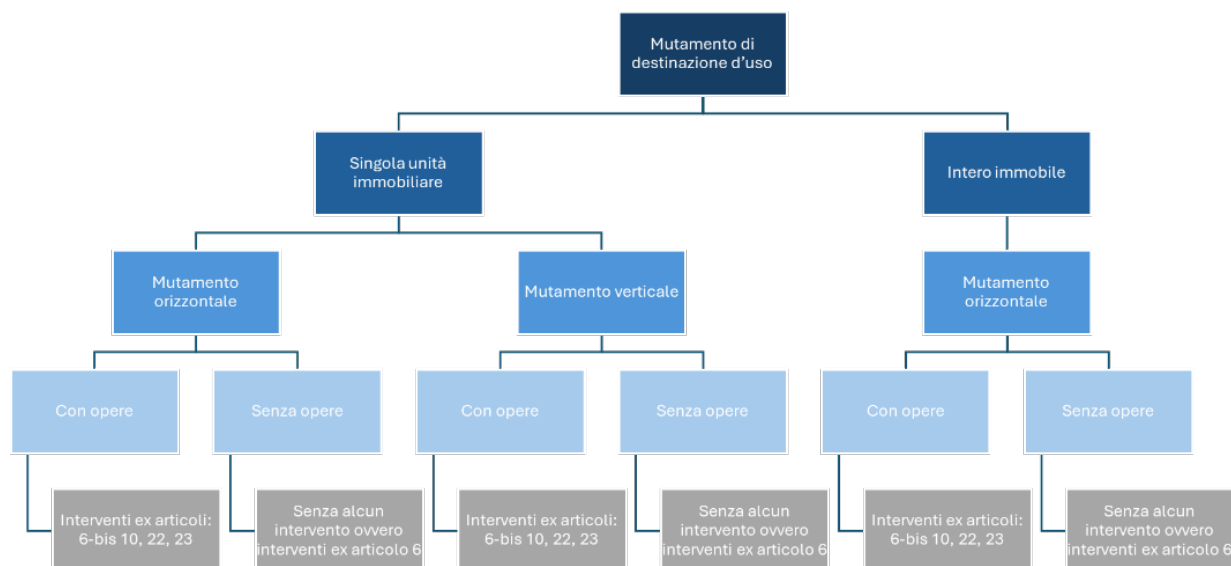 Mutamento di
destinazione d’uso
Singola unità
immobiliare
Intero immobile
Mutamento
orizzontale
Mutamento verticale
Mutamento
orizzontale
Con opere
Senza opere
Con opere
Senza opere
Con opere
Senza opere
Interventi ex articoli:
6-bis 10, 22, 23
Senza alcun
intervento ovvero
interventi ex articolo 6
Interventi ex articoli:
6-bis 10, 22, 23
Senza alcun
intervento ovvero
interventi ex articolo 6
Interventi ex articoli:
6-bis 10, 22, 23
Senza alcun
intervento ovvero
interventi ex articolo 6